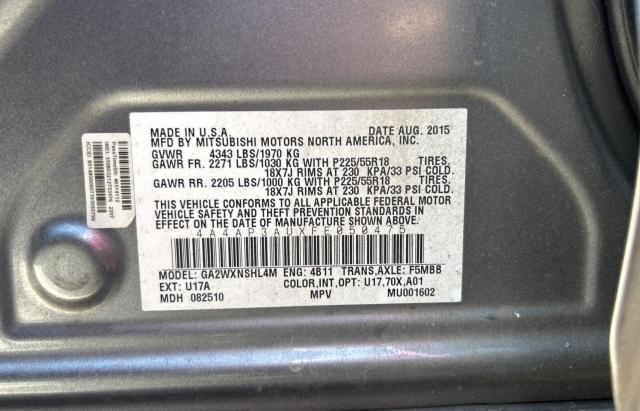 MADE IN U.S.A. DATE AUG. 2015
MFD BY MITSUBISHI MOTORS NORTH AMERICA, INC.
GVWR 4343 LBS/1970 KG
GAWR FR. 2271 LBS/1030 KG WITH P225/55R18 TIRES,
18X7J RIMS AT 230 KPA/33 PSI COLD.
GAWR RR. 2205 LBS/1000 KG WITH P225/55R18 TIRES,
18X7J RIMS AT 230 KPA/33 PSI COLD.
THIS VEHICLE CONFORMS TO ALL APPLICABLE FEDERAL MOTOR
VEHICLE SAFETY AND THEFT PREVENTION STANDARDS IN
EFFECT ON THE DATE OF MANUFACTURE SHOWN ABOVE.
4A4AP3AUXFE050475
MODEL: GA2WXNSHL4M ENG: 4B11 TRANS,AXLE: F5MBB
EXT: U17A COLOR,INT,OPT: U17,70X,A01
MDH 082510 MPV MU001602